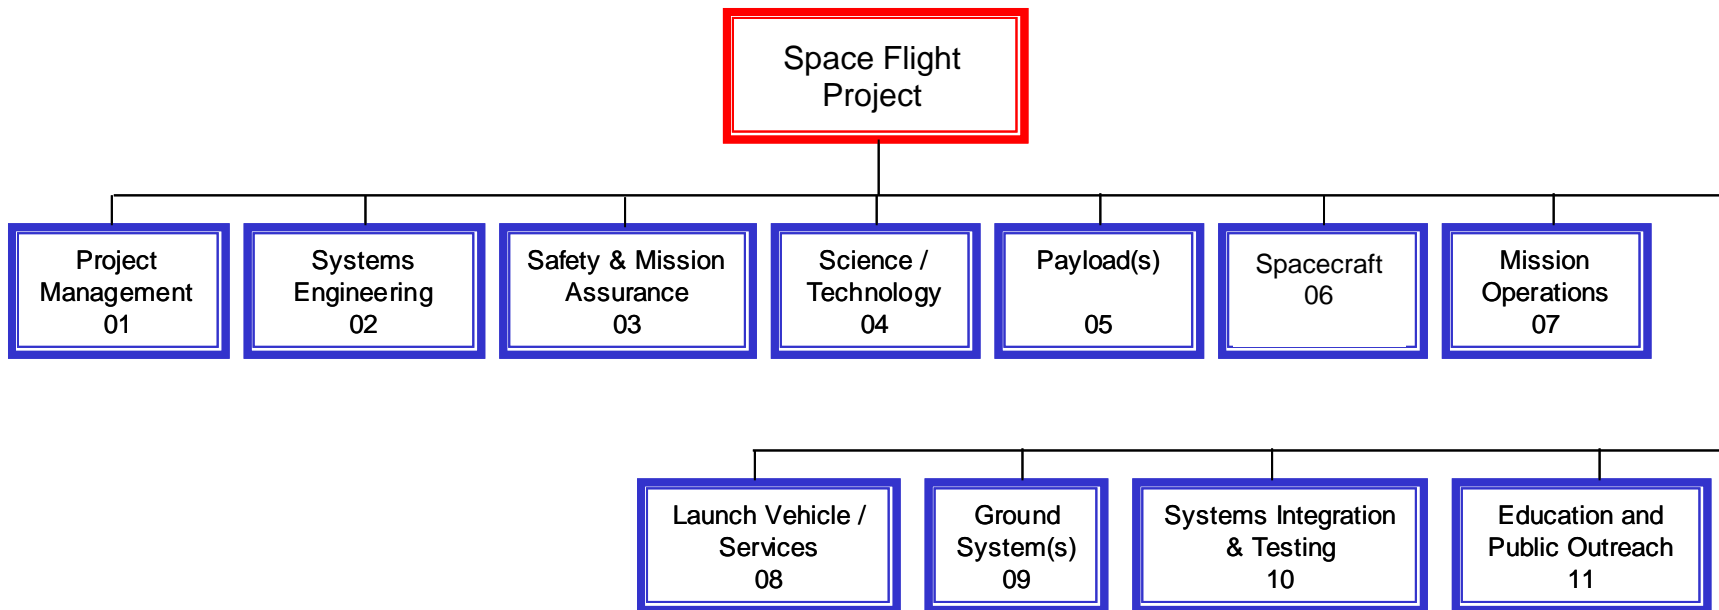 Space Flight
Project
Project
Management
01
Systems
Engineering
02
Safety & Mission
Assurance
03
Science /
Technology
04
Payload(s)
05
Spacecraft
06
Mission
Operations
07
Launch Vehicle /
Services
08
Ground
System(s)
09
Systems Integration
& Testing
10
Education and
Public Outreach
11